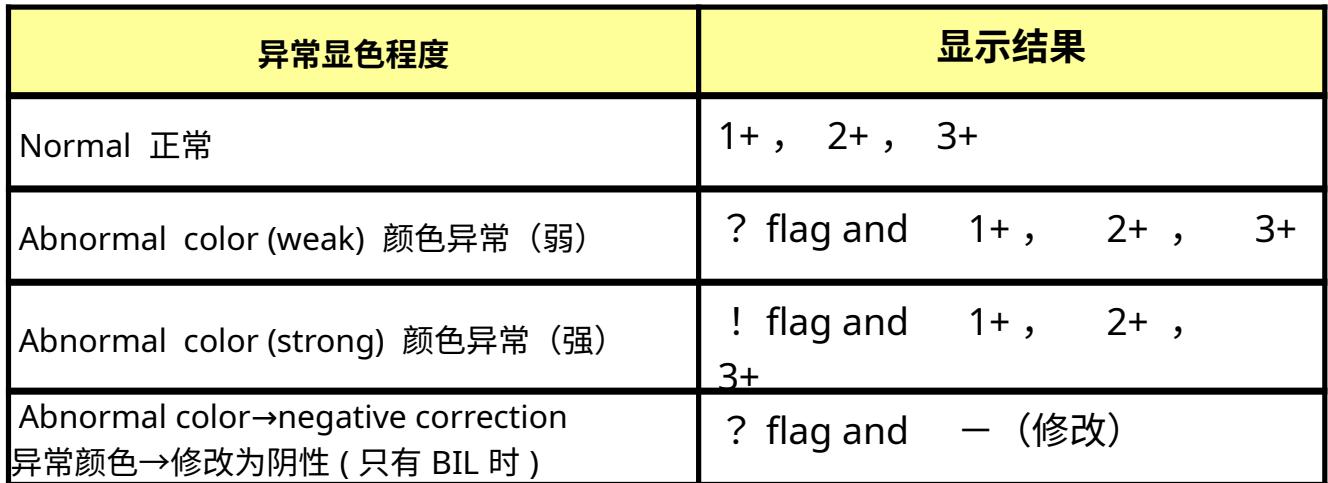 异常显色程度
显示结果
Normal 正常
1+， 2+， 3+
Abnormal color (weak) 颜色异常（弱）
？flag and 1+， 2+ ， 3+
Abnormal color (strong) 颜色异常（强）
！flag and 1+， 2+ ，
3+
Abnormal color→negative correction
异常颜色→修改为阴性 ( 只有 BIL 时 )
？flag and －（修改）